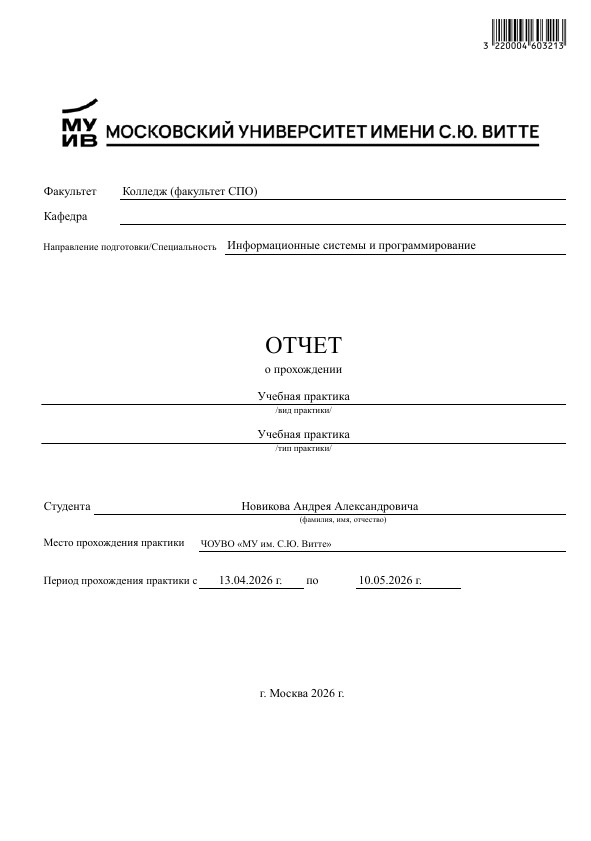 3 220004 603213
МУ ИВ МОСКОВСКИЙ УНИВЕРСИТЕТ ИМЕНИ С.Ю. ВИТТЕ
Факультет Колледж (факультет СПО)
Кафедра
Направление подготовки/Специальность Информационные системы и программирование
ОТЧЕТ
о прохождении
Учебная практика
/вид практики/
Учебная практика
/тип практики/
Студента Новикова Андрея Александровича
(фамилия, имя, отчество)
Место прохождения практики ЧОУВО «МУ им. С.Ю. Витте»
Период прохождения практики с 13.04.2026 г. по 10.05.2026 г.
г. Москва 2026 г.